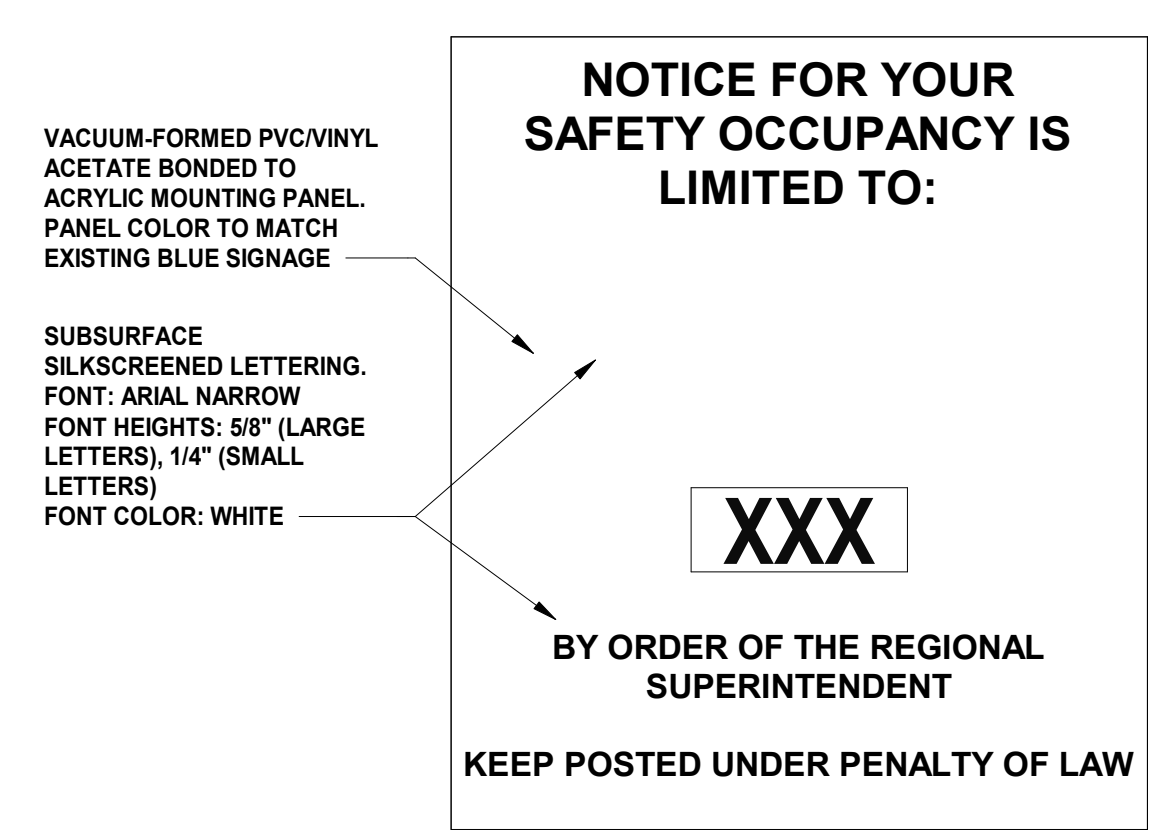 NOTICE FOR YOUR
SAFETY OCCUPANCY IS
LIMITED TO:
VACUUM-FORMED PVC/VINYL
ACETATE BONDED TO
ACRYLIC MOUNTING PANEL.
PANEL COLOR TO MATCH
EXISTING BLUE SIGNAGE
SUBSURFACE
SILKSCREENED LETTERING.
FONT: ARIAL NARROW
FONT HEIGHTS: 5/8" (LARGE
LETTERS), 1/4" (SMALL
LETTERS)
FONT COLOR: WHITE
XXX
BY ORDER OF THE REGIONAL
SUPERINTENDENT
KEEP POSTED UNDER PENALTY OF LAW